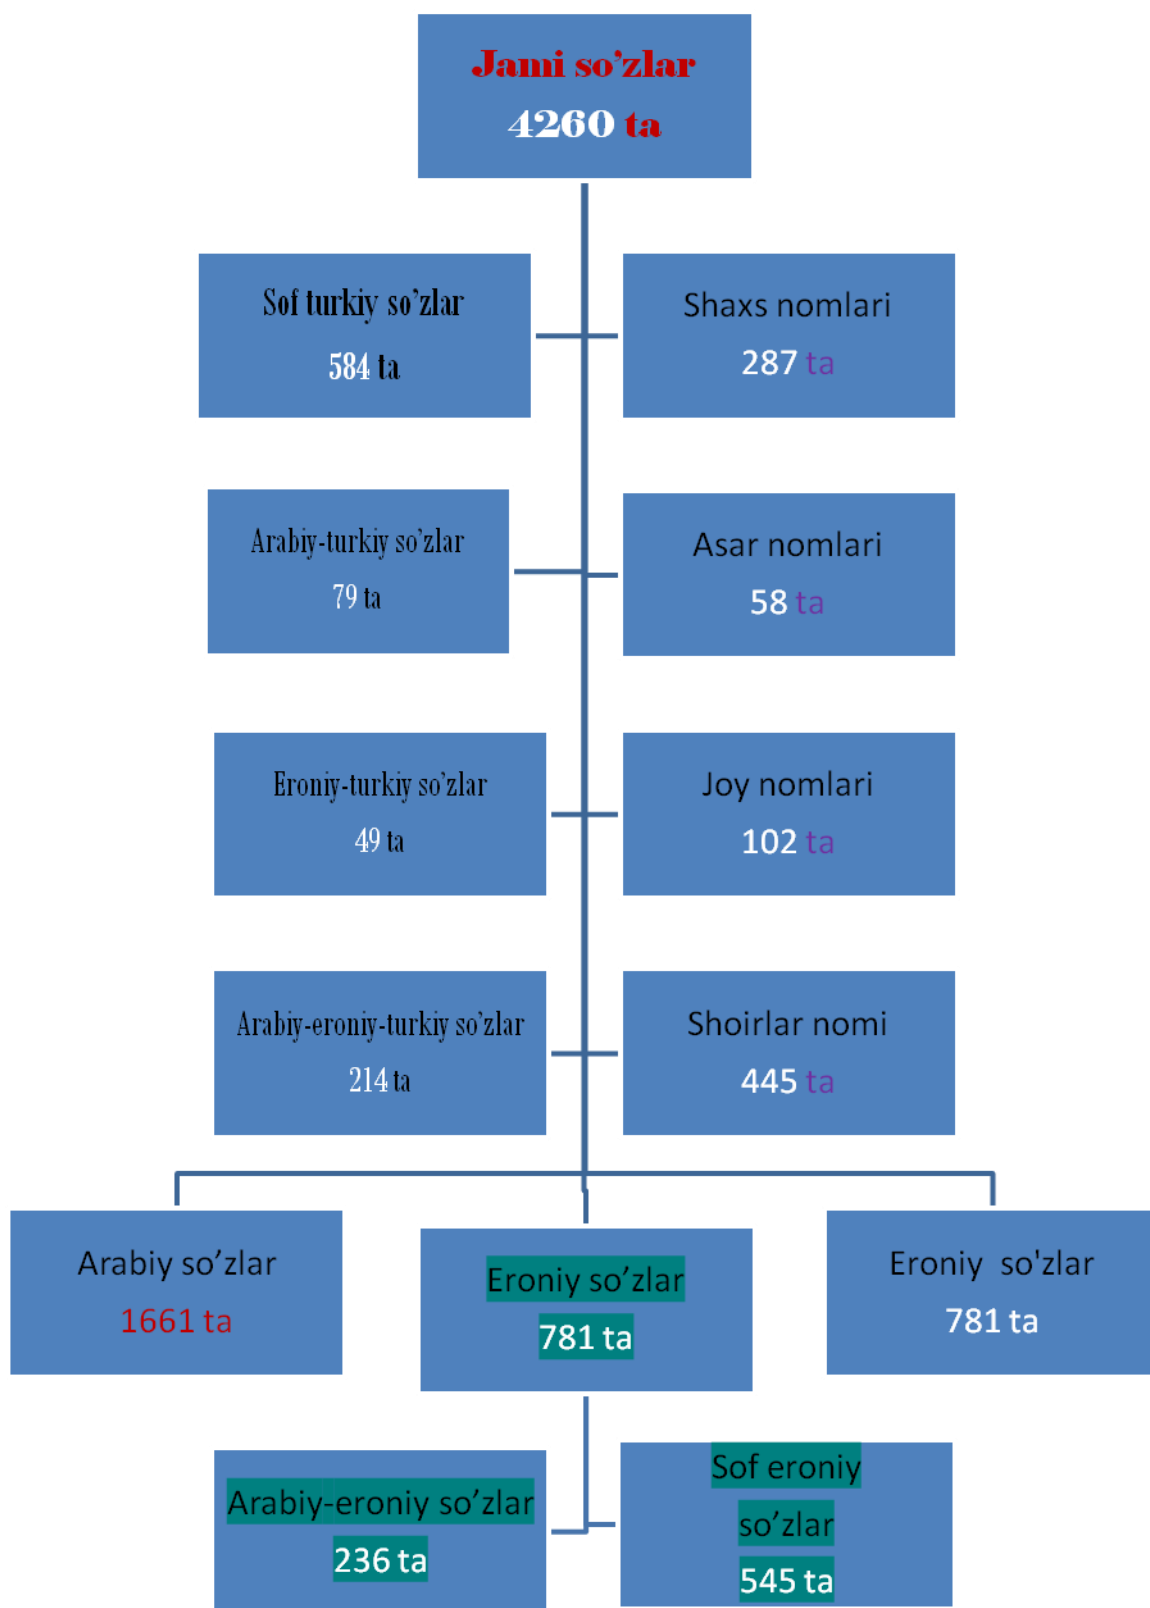 Jami so’zlar
4260 ta
Sof turkiy so’zlar
584 ta
Shaxs nomlari
287 ta
Arabiy-turkiy so’zlar
79 ta
Asar nomlari
58 ta
Eroniy-turkiy so’zlar
49 ta
Joy nomlari
102 ta
Arabiy-eroniy-turkiy so’zlar
214 ta
Shoirlar nomi
445 ta
Arabiy so’zlar
1661 ta
Eroniy so’zlar
781 ta
Eroniy  so'zlar
781 ta
Arabiy-eroniy so’zlar
236 ta
Sof eroniy
so’zlar
545 ta